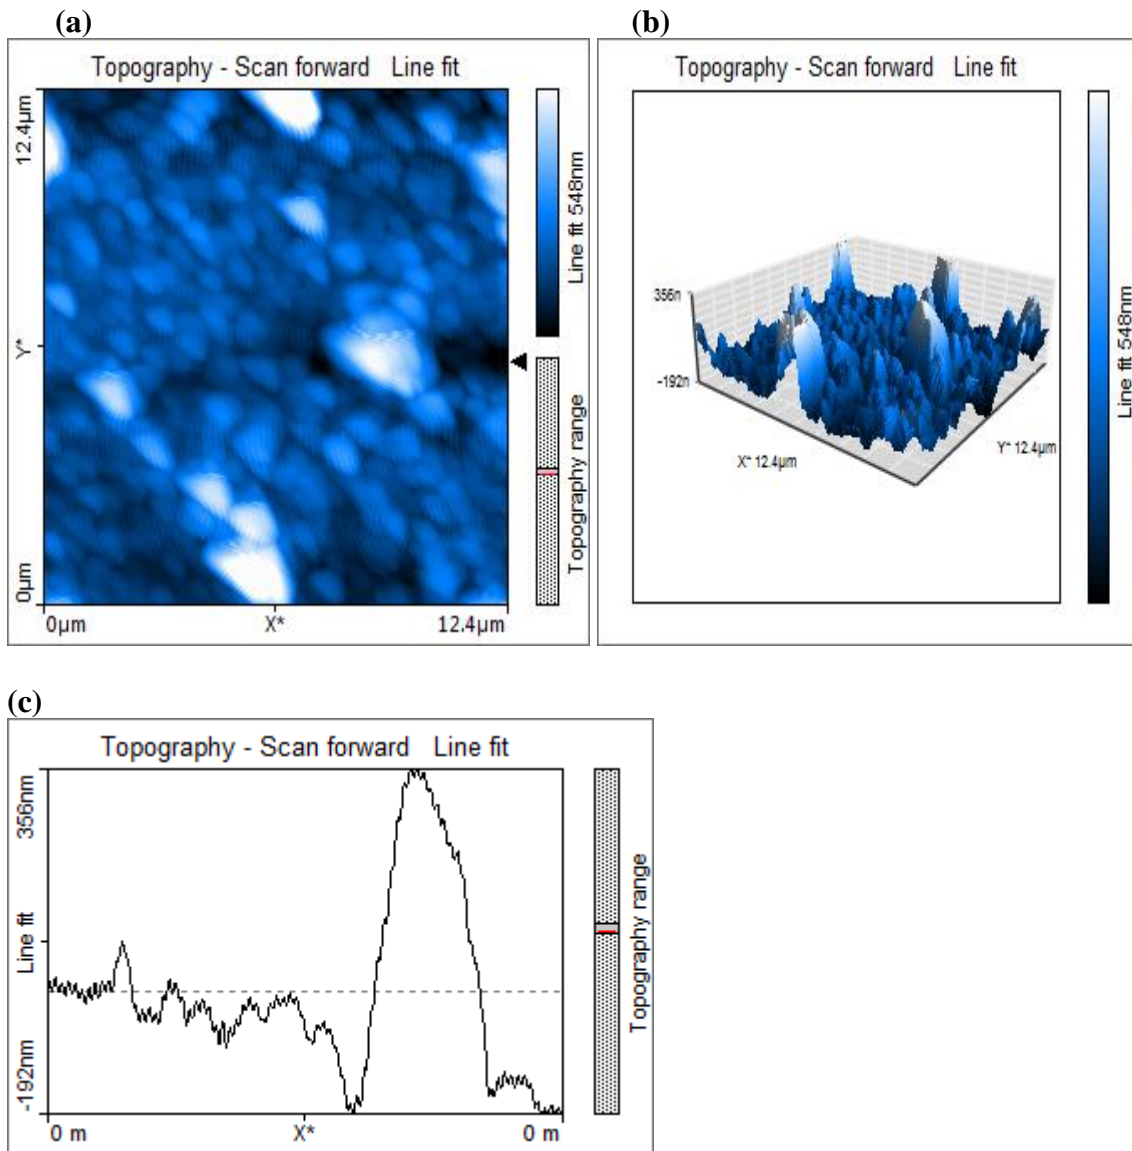 (a)
Topography - Scan forward Line fit
12.4µm
Y*
0µm
0µm X* 12.4µm
Line fit 548nm
Topography range
(b)
Topography - Scan forward Line fit
356n
-192n
X* 12.4µm
Y* 12.4µm
Line fit 548nm
(c)
Topography - Scan forward Line fit
356nm
Line fit
-192nm
0 m X* 0 m
Topography range